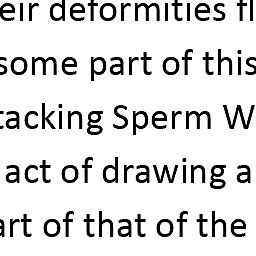 eir deformities fl
some part of this
tacking Sperm W
act of drawing a
art of that of the